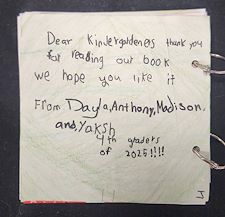 Dear Kindergardeners thank you
for reading out book
we hope you like it
From Dayla, Anthony, Madison,
and Yaksh
4th graders
of 2025!!!!
J